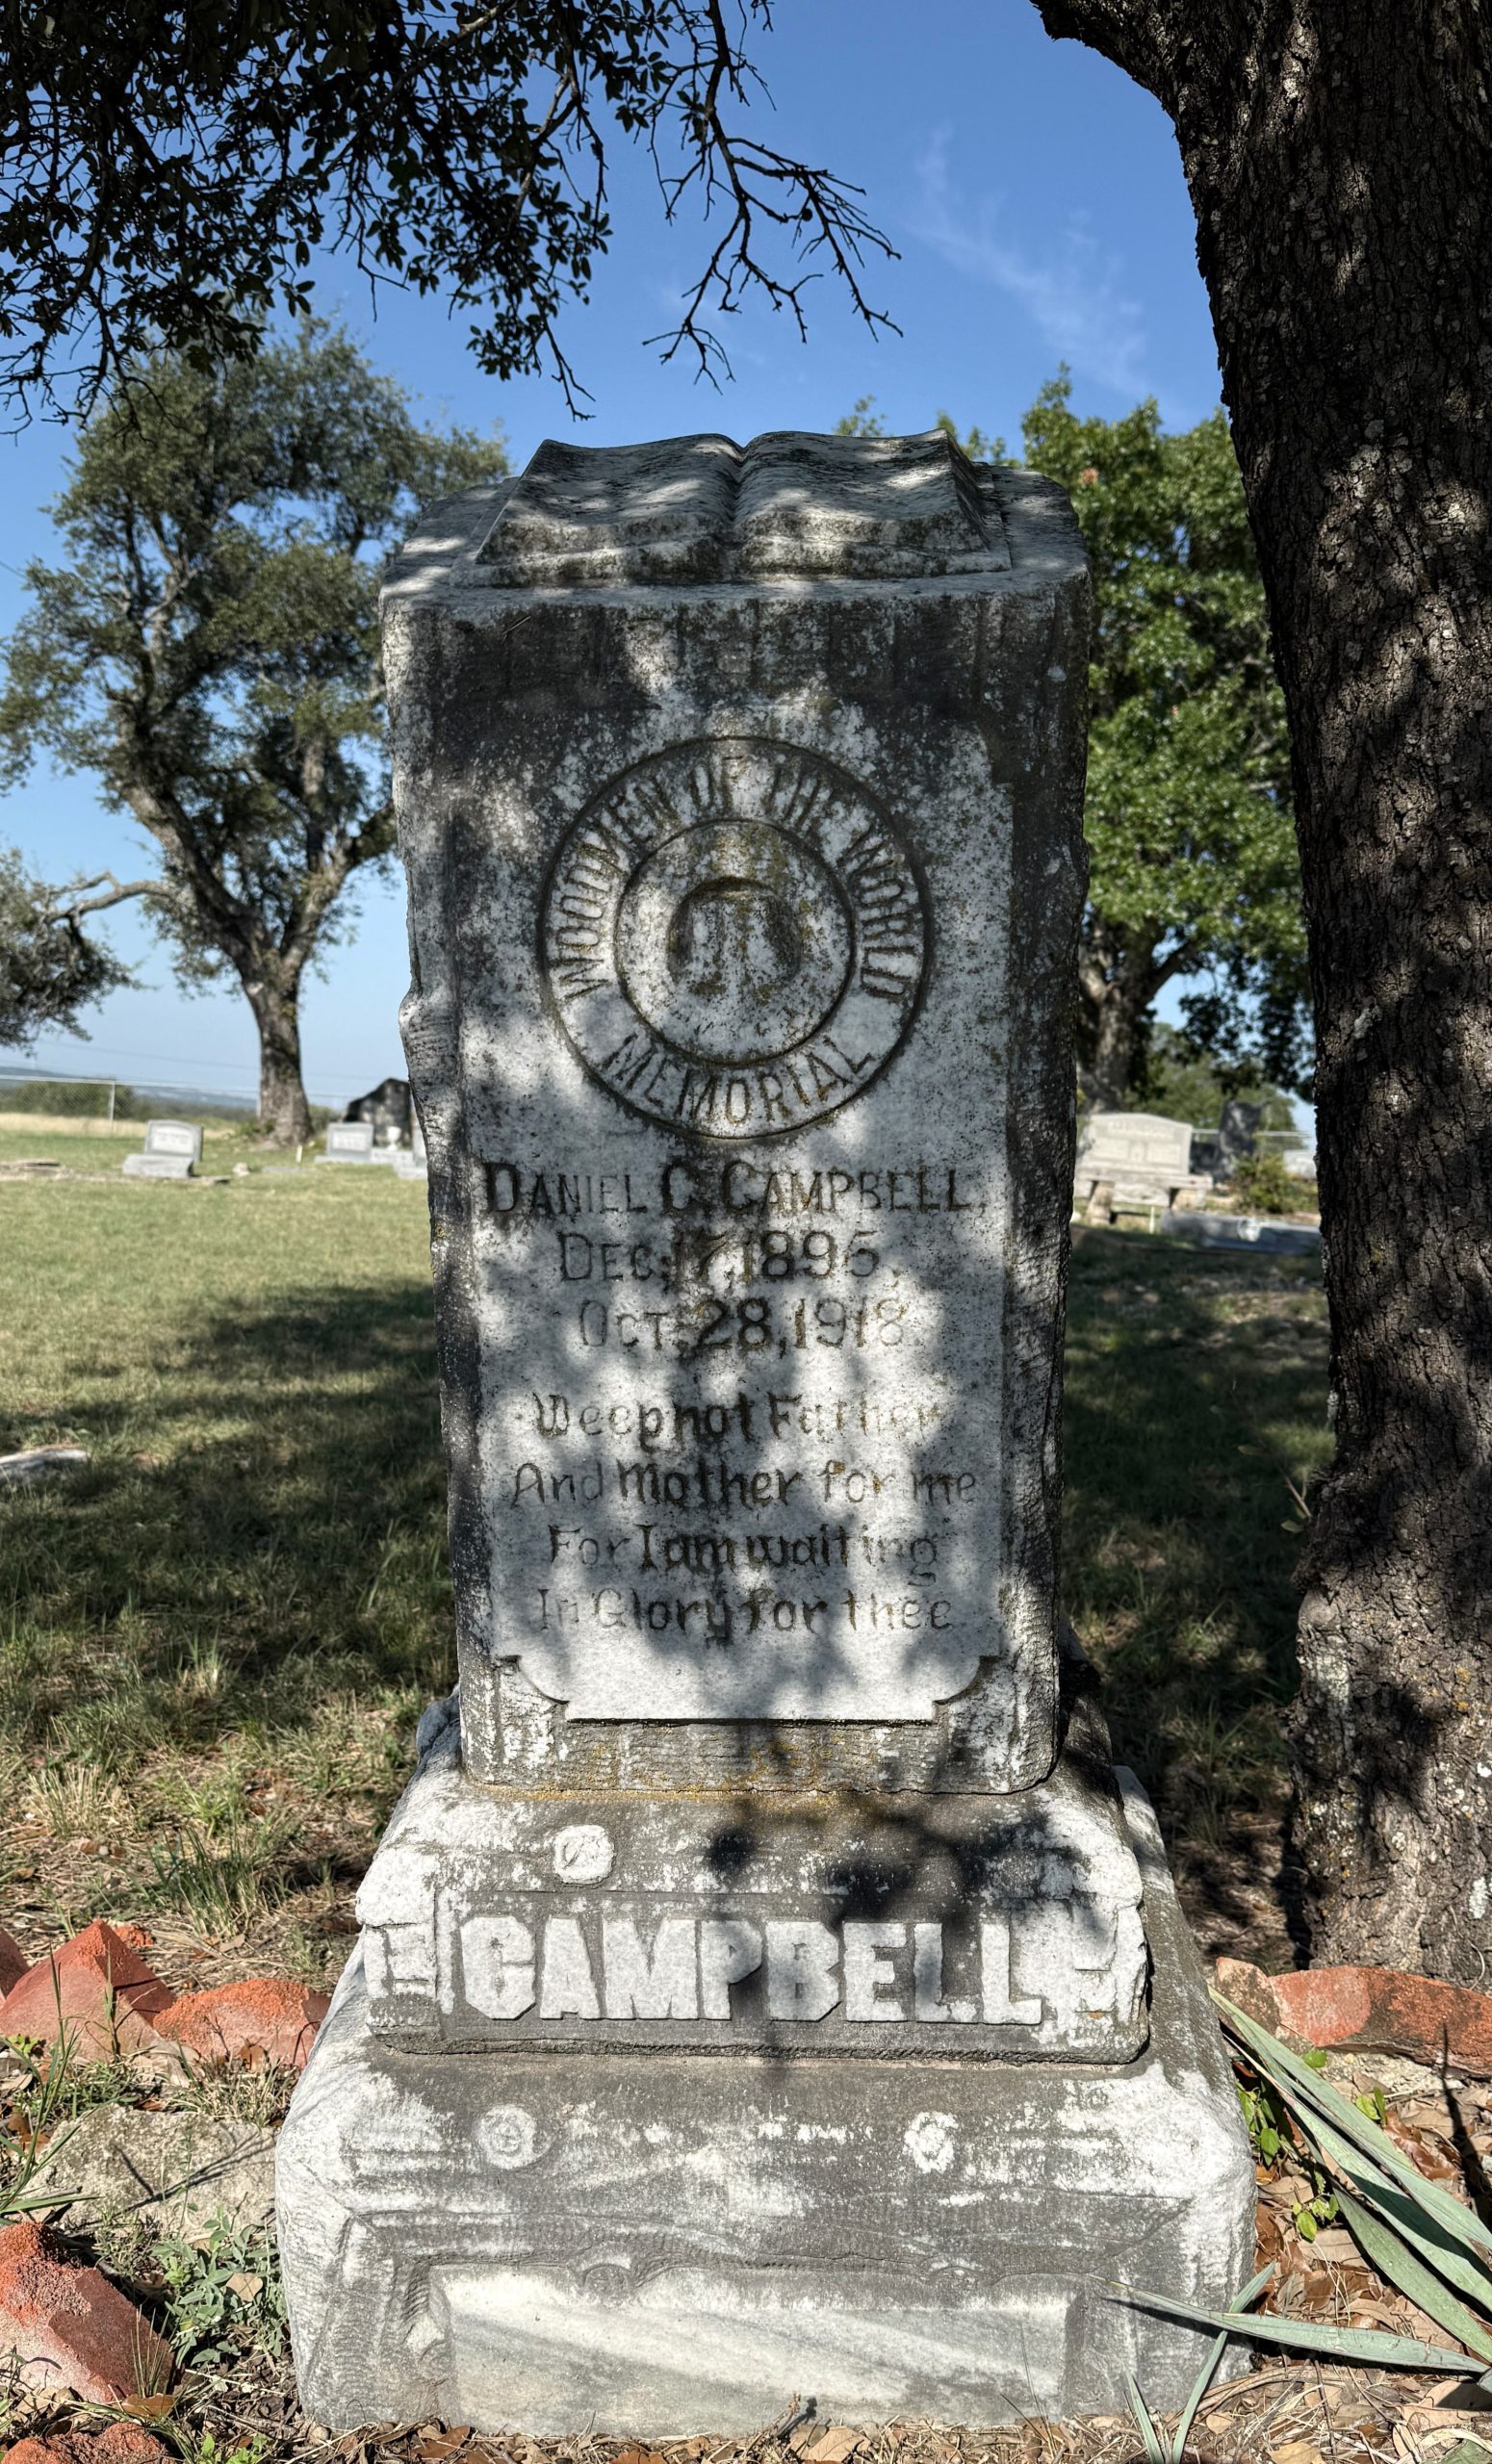 WOODMEN OF THE WORLD
MEMORIAL
DANIEL C. CAMPBELL,
DEC. 17, 1895,
OCT. 28, 1918.
Weep not Father
And Mother for me
For I am waiting
In Glory for thee
CAMPBELL